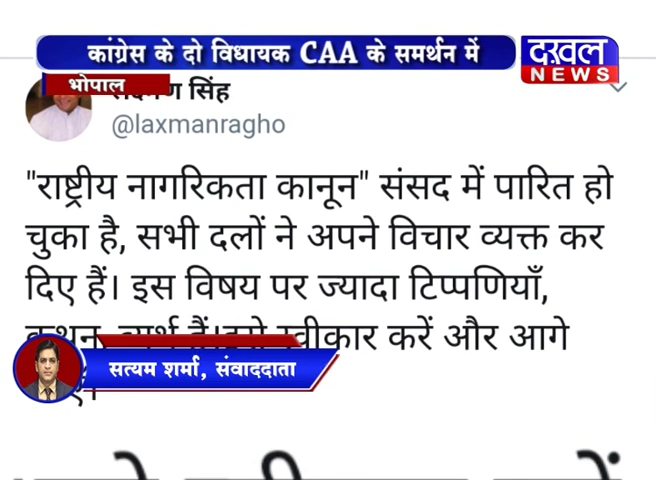 कांग्रेस के दो विधायक CAA के समर्थन में
दख़ल
NEWS
भोपाल
सिंह
@laxmanragho
"राष्ट्रीय नागरिकता कानून" संसद में पारित हो
चुका है, सभी दलों ने अपने विचार व्यक्त कर
दिए हैं। इस विषय पर ज्यादा टिप्पणियाँ,
स्वीकार करें और आगे
सत्यम शर्मा, संवाददाता